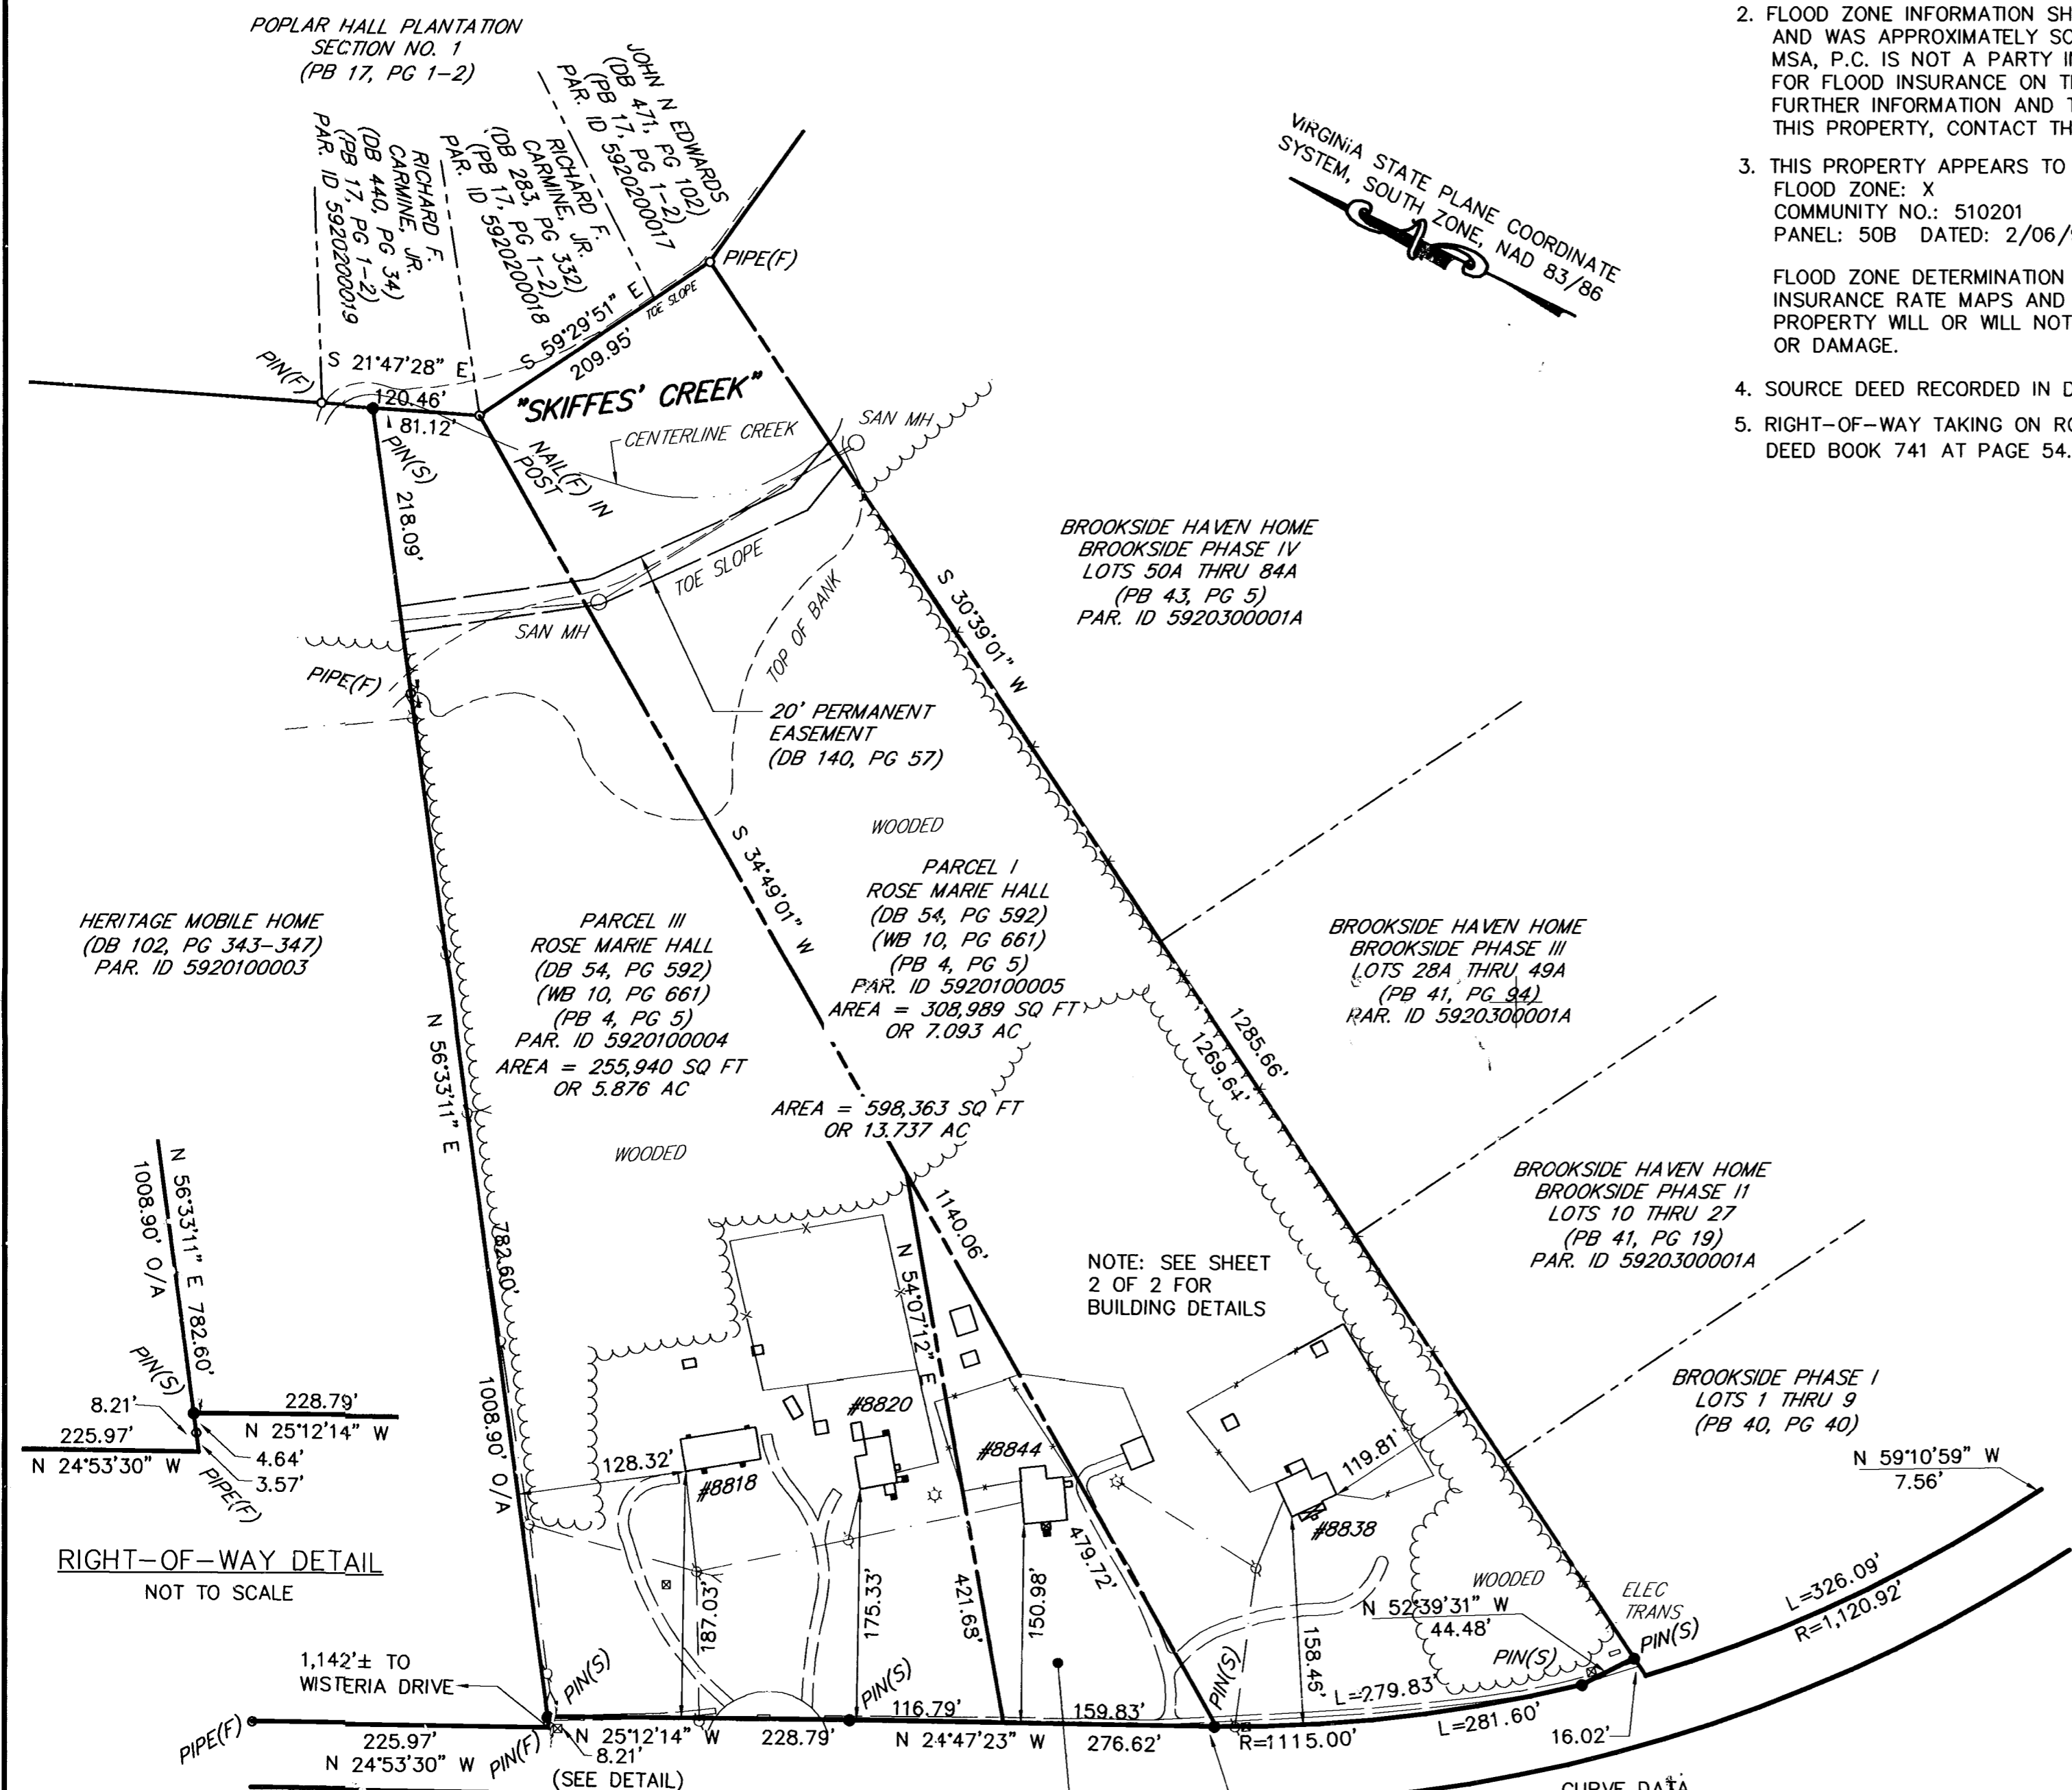 POPLAR HALL PLANTATION
SECTION NO. 1
(PB 17, PG 1-2)
JOHN N EDWARDS
(DB 471, PG 102)
(PB 17, PG 1-2)
PAR. ID 5920200017
RICHARD F.
CARMINE, JR.
(DB 283, PG 332)
(PB 17, PG 1-2)
PAR. ID 5920200018
RICHARD F.
CARMINE, JR.
(DB 440, PG 34)
(PB 17, PG 1-2)
PAR. ID 5920200019
VIRGINIA STATE PLANE COORDINATE
SYSTEM, SOUTH ZONE, NAD 83/86
2. FLOOD ZONE INFORMATION SH
AND WAS APPROXIMATELY SC
MSA, P.C. IS NOT A PARTY I
FOR FLOOD INSURANCE ON T
FURTHER INFORMATION AND T
THIS PROPERTY, CONTACT TH
3. THIS PROPERTY APPEARS TO
FLOOD ZONE: X
COMMUNITY NO.: 510201
PANEL: 50B DATED: 2/06/
FLOOD ZONE DETERMINATION
INSURANCE RATE MAPS AND
PROPERTY WILL OR WILL NOT
OR DAMAGE.
4. SOURCE DEED RECORDED IN D
5. RIGHT-OF-WAY TAKING ON RO
DEED BOOK 741 AT PAGE 54.
PIPE(F)
TOE SLOPE
S 59°29'51" E
209.95'
PIN(F)
S 21°47'28" E
120.46'
81.12'
PIN(S)
218.09'
"SKIFFES' CREEK"
CENTERLINE CREEK
SAN MH
NAIL(F) IN
POST
TOE SLOPE
SAN MH
TOP OF BANK
PIPE(F)
20' PERMANENT
EASEMENT
(DB 140, PG 57)
S 30°39'01" W
BROOKSIDE HAVEN HOME
BROOKSIDE PHASE IV
LOTS 50A THRU 84A
(PB 43, PG 5)
PAR. ID 5920300001A
WOODED
S 34°49'01" W
PARCEL I
ROSE MARIE HALL
(DB 54, PG 592)
(WB 10, PG 661)
(PB 4, PG 5)
PAR. ID 5920100005
AREA = 308,989 SQ FT
OR 7.093 AC
HERITAGE MOBILE HOME
(DB 102, PG 343-347)
PAR. ID 5920100003
PARCEL III
ROSE MARIE HALL
(DB 54, PG 592)
(WB 10, PG 661)
(PB 4, PG 5)
PAR. ID 5920100004
AREA = 255,940 SQ FT
OR 5.876 AC
BROOKSIDE HAVEN HOME
BROOKSIDE PHASE III
LOTS 28A THRU 49A
(PB 41, PG 94)
PAR. ID 5920300001A
N 56°33'11" E
1285.66'
1269.64'
AREA = 598,363 SQ FT
OR 13.737 AC
WOODED
BROOKSIDE HAVEN HOME
BROOKSIDE PHASE I1
LOTS 10 THRU 27
(PB 41, PG 19)
PAR. ID 5920300001A
N 56°33'11" E 782.60'
1008.90' O/A
PIN(S)
8.21'
228.79'
225.97'
N 25°12'14" W
4.64'
N 24°53'30" W
3.57'
PIPE(F)
RIGHT-OF-WAY DETAIL
NOT TO SCALE
782.60'
1008.90' O/A
N 54°07'12" E
1140.06'
NOTE: SEE SHEET
2 OF 2 FOR
BUILDING DETAILS
BROOKSIDE PHASE I
LOTS 1 THRU 9
(PB 40, PG 40)
#8820
#8844
119.81'
128.32'
#8818
#8838
N 59°10'59" W
7.56'
187.03'
175.33'
421.63'
150.98'
479.72'
158.45'
WOODED
N 52°39'31" W
44.48'
ELEC
TRANS
PIN(S)
PIN(S)
L=326.09'
R=1,120.92'
1,142'± TO
WISTERIA DRIVE
PIN(S)
PIN(S)
PIN(S)
116.79'
159.83'
L=279.83'
L=281.60'
16.02'
PIPE(F)
225.97'
N 24°53'30" W
PIN(F)
N 25°12'14" W
228.79'
N 24°47'23" W
276.62'
R=1115.00'
8.21'
(SEE DETAIL)
CURVE DATA